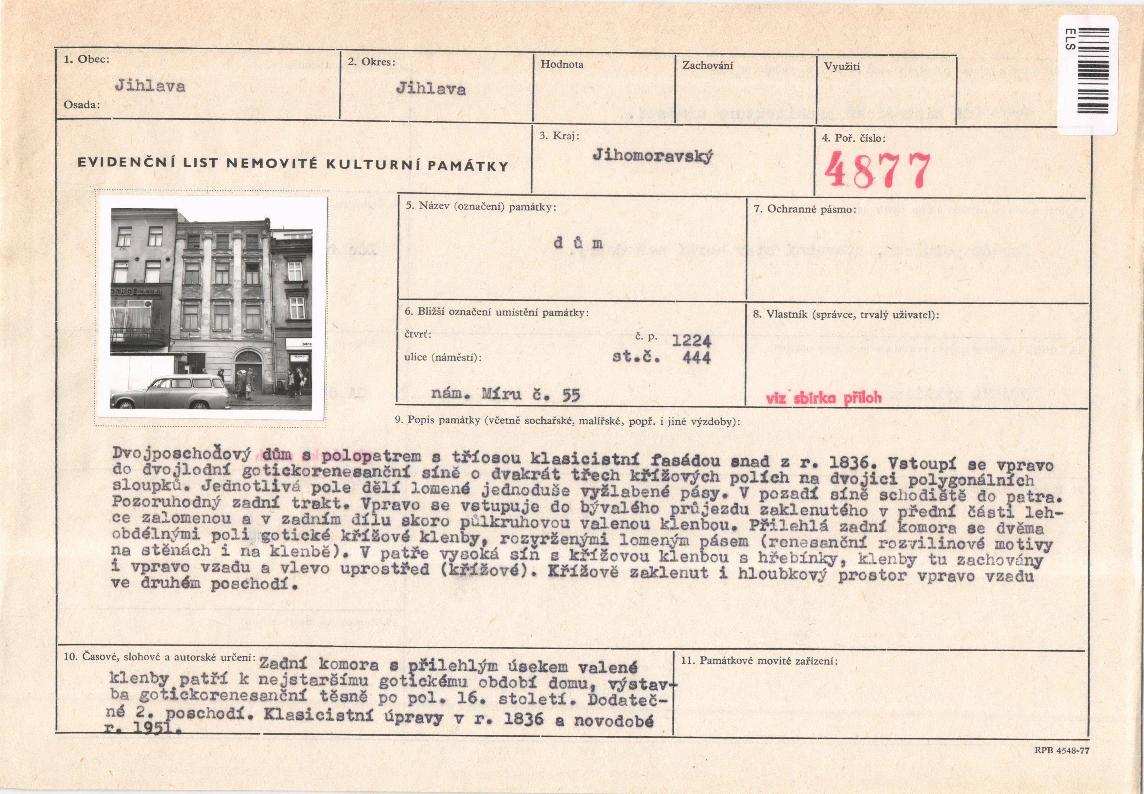 ELS
1. Obec:
Jihlava
Osada:
2. Okres:
Jihlava
Hodnota
Zachování
Využití
EVIDENČNÍ LIST NEMOVITÉ KULTURNÍ PAMÁTKY
3. Kraj:
Jihomoravský
4. Poř. číslo:
4877
5. Název (označení) památky:
dům
7. Ochranné pásmo:
6. Bližší označení umístění památky:
čtvrť:
č. p. 1224
ulice (náměstí):
st.č. 444
nám. Míru č. 55
8. Vlastník (správce, trvalý uživatel):
viz sbírka příloh
9. Popis památky (včetně sochařské, malířské, popř. i jiné výzdoby):
Dvojposchoďový dům s polopatrem s tříosou klasicistní fasádou snad z r. 1836. Vstoupí se vpravo
do dvojlodní gotickorenesanční síně o dvakrát třech křížových polích na dvojici polygonálních
sloupků. Jednotlivá pole dělí lomené jednoduše vyžlabené pásy. V pozadí síně schodiště do patra.
Pozoruhodný zadní trakt. Vpravo se vstupuje do bývalého průjezdu zaklenutého v přední části leh-
ce zalomenou a v zadním dílu skoro půlkruhovou valenou klenbou. Přilehlá zadní komora se dvěma
obdélnými poli gotické křížové klenby, rozvrženými lomeným pásem (renesanční rozvilinové motivy
na stěnách i na klenbě). V patře vysoká síň s křížovou klenbou s hřebínky, klenby tu zachovány
i vpravo vzadu a vlevo uprostřed (křížové). Křížově zaklenut i hloubkový prostor vpravo vzadu
ve druhém poschodí.
10. Časové, slohové a autorské určení: Zadní komora s přilehlým úsekem valené
klenby patří k nejstaršímu gotickému období domu, výstav-
ba gotickorenesanční těsně po pol. 16. století. Dodateč-
né 2. poschodí. Klasicistní úpravy v r. 1836 a novodobé
r. 1951.
11. Památkové movité zařízení:
RPB 4548-77